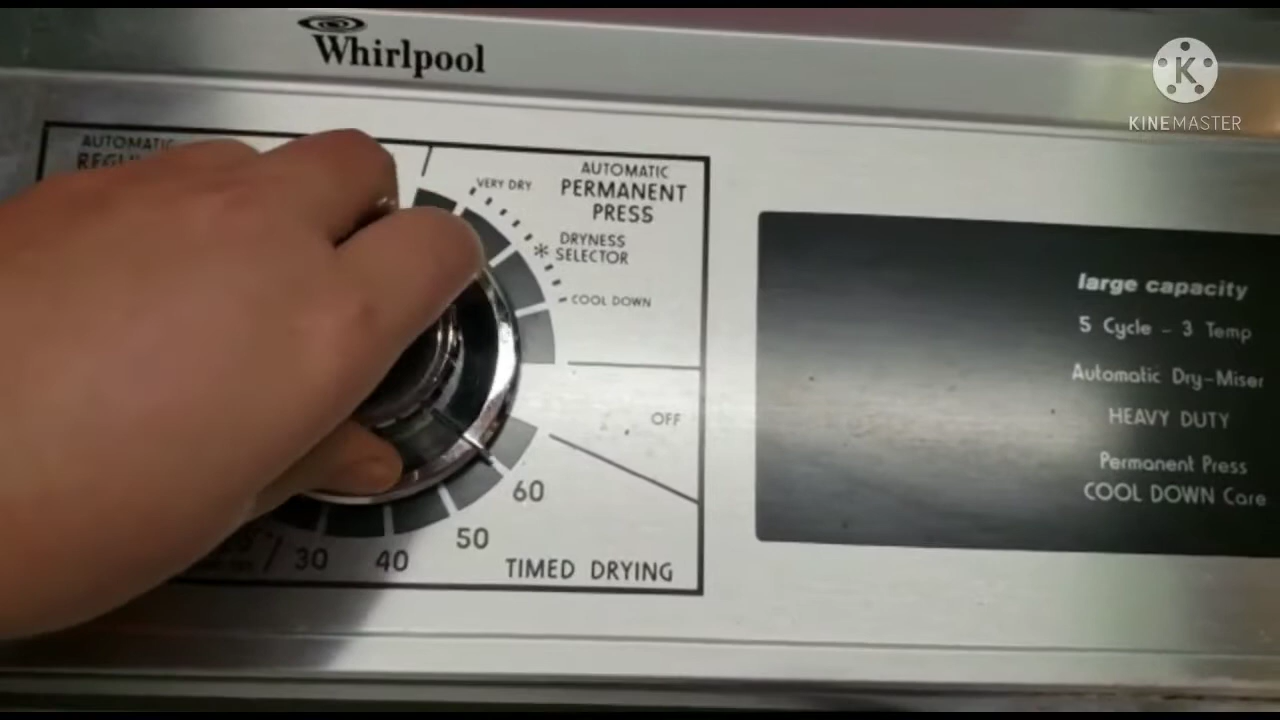 Whirlpool
KINEMASTER
AUTOMATIC
AUTOMATIC
PERMANENT
PRESS
VERY DRY
DRYNESS
* SELECTOR
COOL DOWN
OFF
60
50
40
30
TIMED DRYING
large capacity
5 Cycle - 3 Temp
Automatic Dry-Miser
HEAVY DUTY
Permanent Press
COOL DOWN Care